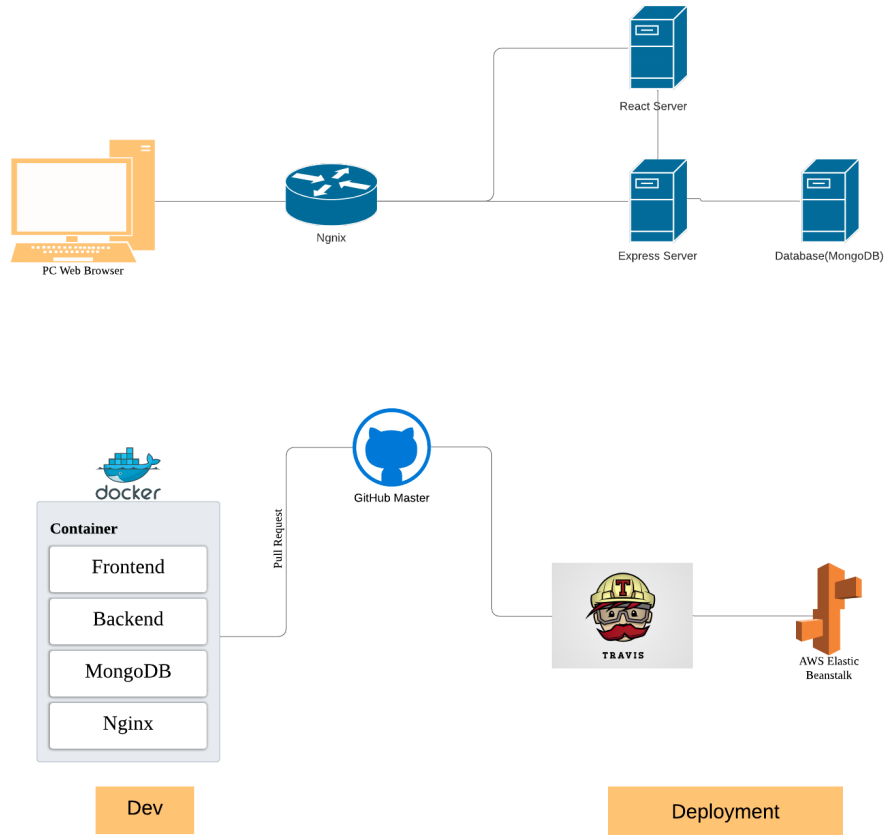 React Server
Ngnix
Express Server
Database(MongoDB)
PC Web Browser
docker
Container
Frontend
Backend
MongoDB
Nginx
Pull Request
GitHub Master
T
TRAVIS
AWS Elastic
Beanstalk
Dev
Deployment